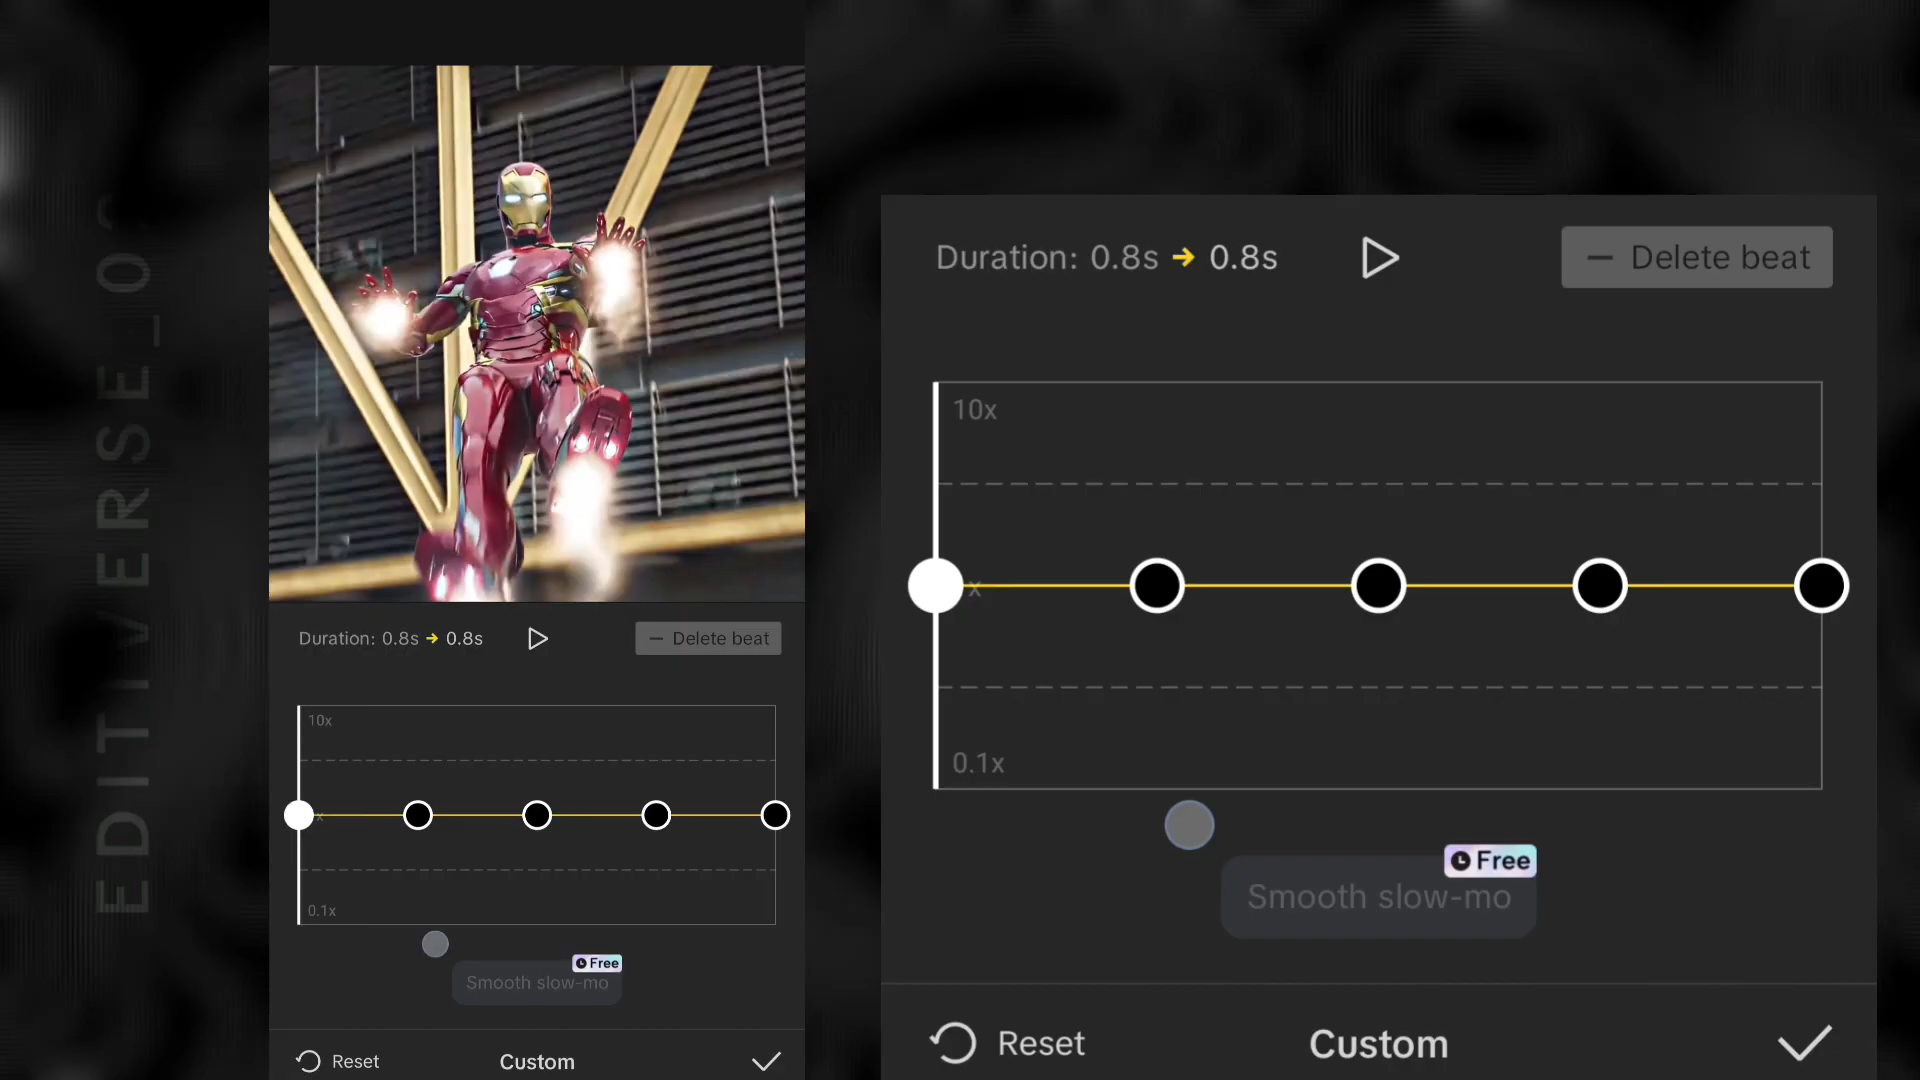 EDITIVERSE_0
Duration: 0.8s → 0.8s
— Delete beat
10x
x
0.1x
Free
Smooth slow-mo
Reset
Custom
Duration: 0.8s → 0.8s
— Delete beat
10x
x
0.1x
Free
Smooth slow-mo
Reset
Custom